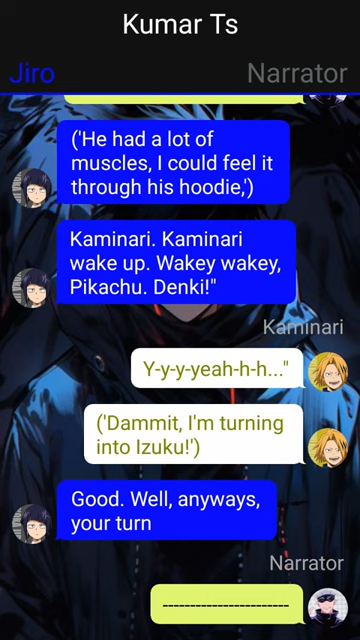 Kumar Ts
Jiro
Narrator
('He had a lot of
muscles, I could feel it
through his hoodie,')
Kaminari. Kaminari
wake up. Wakey wakey,
Pikachu. Denki!"
Kaminari
Y-y-y-yeah-h-h..."
('Dammit, I'm turning
into Izuku!')
Good. Well, anyways,
your turn
Narrator
-----------------------